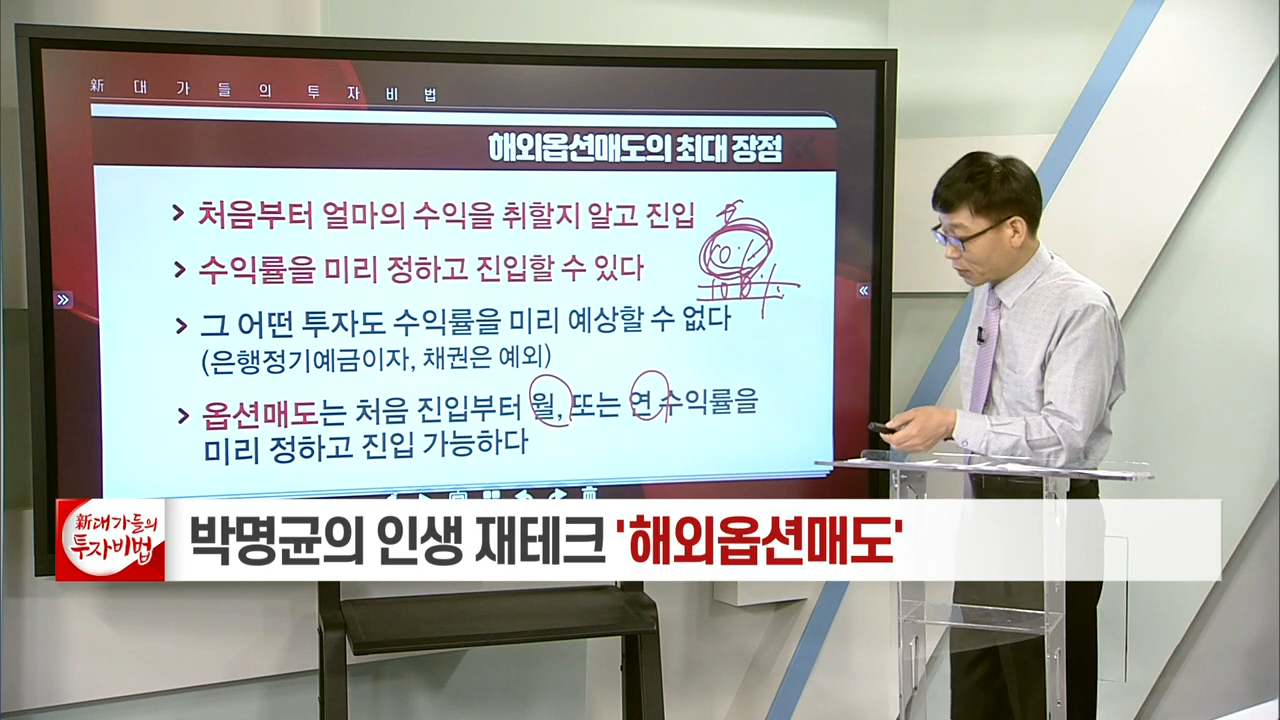 新 대 가 들 의 투 자 비 법
해외옵션매도의 최대 장점
처음부터 얼마의 수익을 취할지 알고 진입
수익률을 미리 정하고 진입할 수 있다
그 어떤 투자도 수익률을 미리 예상할 수 없다
(은행정기예금이자, 채권은 예외)
옵션매도는 처음 진입부터 월, 또는 연 수익률을
미리 정하고 진입 가능하다
新대가들의
투자비법
박명균의 인생 재테크 '해외옵션매도'